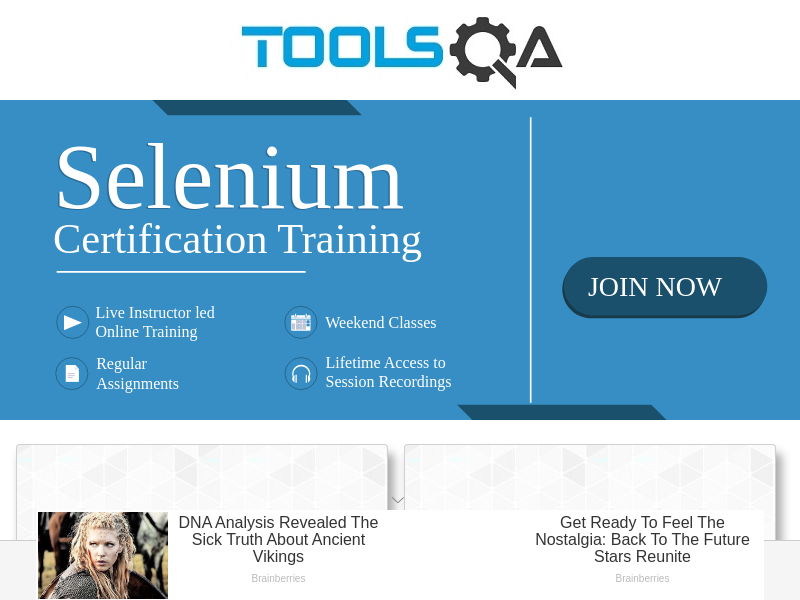 TOOLSQA
Selenium
Certification Training
JOIN NOW
Live Instructor led
Online Training
Weekend Classes
Regular
Assignments
Lifetime Access to
Session Recordings
DNA Analysis Revealed The
Sick Truth About Ancient
Vikings
Brainberries
Get Ready To Feel The
Nostalgia: Back To The Future
Stars Reunite
Brainberries